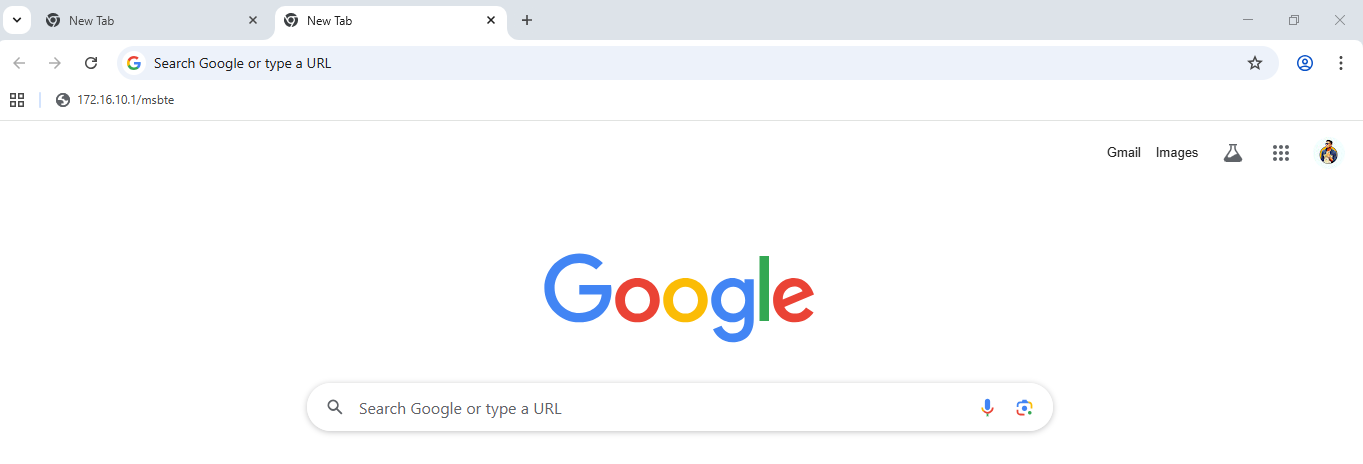 New Tab New Tab
Search Google or type a URL
172.16.10.1/msbte
Gmail Images
Google
Search Google or type a URL